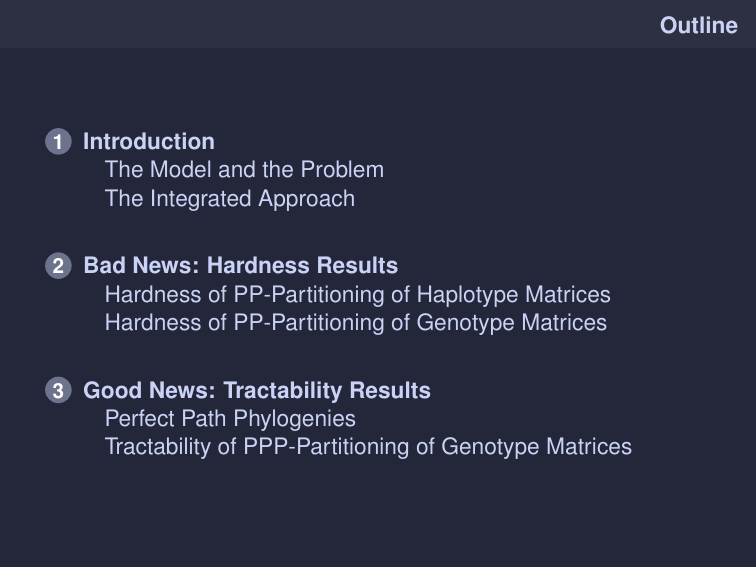 Outline
1 Introduction
The Model and the Problem
The Integrated Approach
2 Bad News: Hardness Results
Hardness of PP-Partitioning of Haplotype Matrices
Hardness of PP-Partitioning of Genotype Matrices
3 Good News: Tractability Results
Perfect Path Phylogenies
Tractability of PPP-Partitioning of Genotype Matrices